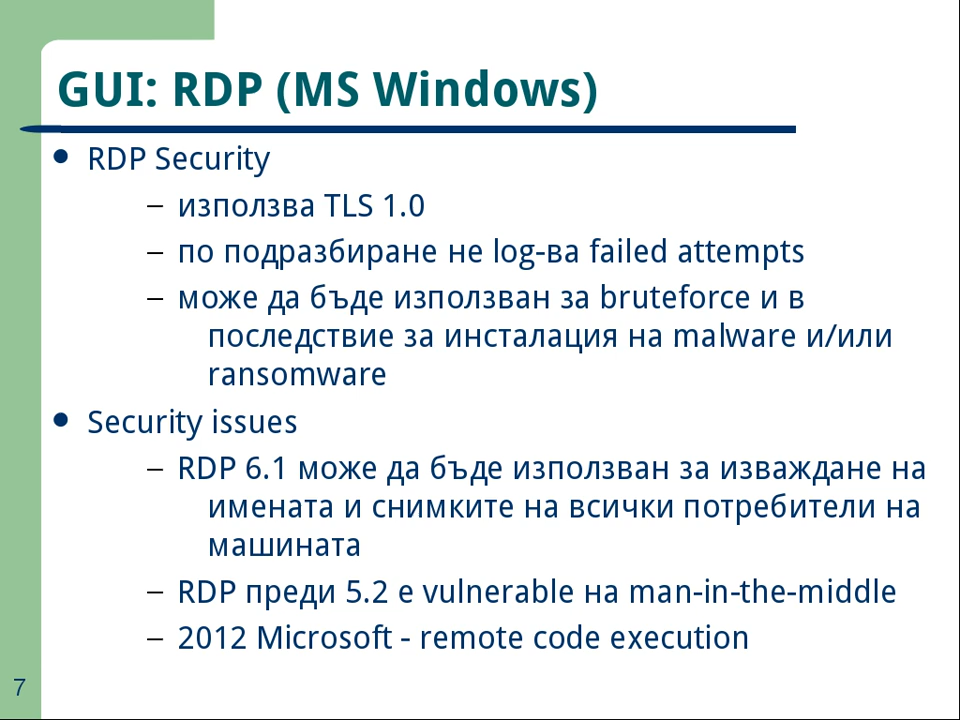 GUI: RDP (MS Windows)
● RDP Security
– използва TLS 1.0
– по подразбиране не log-ва failed attempts
– може да бъде използван за bruteforce и в
последствие за инсталация на malware и/или
ransomware
● Security issues
– RDP 6.1 може да бъде използван за изваждане на
имената и снимките на всички потребители на
машината
– RDP преди 5.2 е vulnerable на man-in-the-middle
– 2012 Microsoft - remote code execution
7